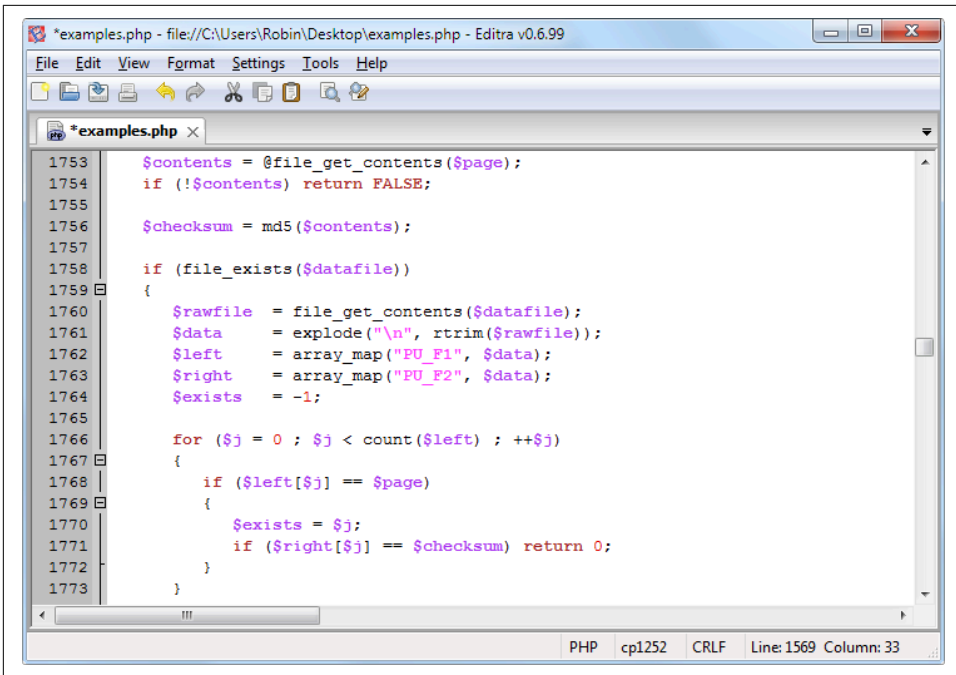 *examples.php - file://C:\Users\Robin\Desktop\examples.php - Editra v0.6.99
File Edit View Format Settings Tools Help
*examples.php
1753 $contents = @file_get_contents($page);
1754 if (!$contents) return FALSE;
1755
1756 $checksum = md5($contents);
1757
1758 if (file_exists($datafile))
1759 {
1760 $rawfile = file_get_contents($datafile);
1761 $data = explode("\n", rtrim($rawfile));
1762 $left = array_map("PU_F1", $data);
1763 $right = array_map("PU_F2", $data);
1764 $exists = -1;
1765
1766 for ($j = 0 ; $j < count($left) ; ++$j)
1767 {
1768 if ($left[$j] == $page)
1769 {
1770 $exists = $j;
1771 if ($right[$j] == $checksum) return 0;
1772 }
1773 }
PHP cp1252 CRLF Line: 1569 Column: 33